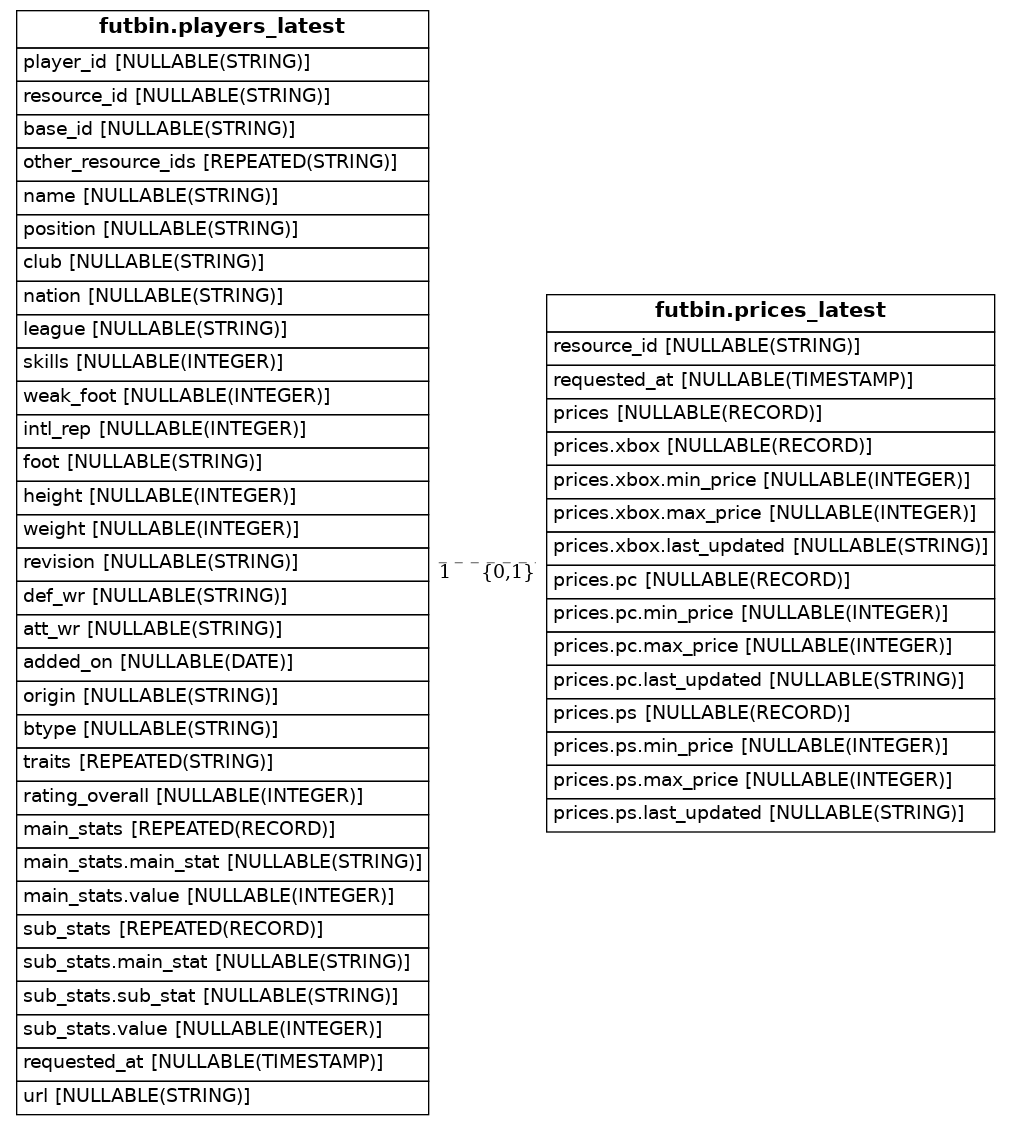 futbin.players_latest
player_id [NULLABLE(STRING)]
resource_id [NULLABLE(STRING)]
base_id [NULLABLE(STRING)]
other_resource_ids [REPEATED(STRING)]
name [NULLABLE(STRING)]
position [NULLABLE(STRING)]
club [NULLABLE(STRING)]
nation [NULLABLE(STRING)]
league [NULLABLE(STRING)]
skills [NULLABLE(INTEGER)]
weak_foot [NULLABLE(INTEGER)]
intl_rep [NULLABLE(INTEGER)]
foot [NULLABLE(STRING)]
height [NULLABLE(INTEGER)]
weight [NULLABLE(INTEGER)]
revision [NULLABLE(STRING)]
def_wr [NULLABLE(STRING)]
att_wr [NULLABLE(STRING)]
added_on [NULLABLE(DATE)]
origin [NULLABLE(STRING)]
btype [NULLABLE(STRING)]
traits [REPEATED(STRING)]
rating_overall [NULLABLE(INTEGER)]
main_stats [REPEATED(RECORD)]
main_stats.main_stat [NULLABLE(STRING)]
main_stats.value [NULLABLE(INTEGER)]
sub_stats [REPEATED(RECORD)]
sub_stats.main_stat [NULLABLE(STRING)]
sub_stats.sub_stat [NULLABLE(STRING)]
sub_stats.value [NULLABLE(INTEGER)]
requested_at [NULLABLE(TIMESTAMP)]
url [NULLABLE(STRING)]
1 {0,1}
futbin.prices_latest
resource_id [NULLABLE(STRING)]
requested_at [NULLABLE(TIMESTAMP)]
prices [NULLABLE(RECORD)]
prices.xbox [NULLABLE(RECORD)]
prices.xbox.min_price [NULLABLE(INTEGER)]
prices.xbox.max_price [NULLABLE(INTEGER)]
prices.xbox.last_updated [NULLABLE(STRING)]
prices.pc [NULLABLE(RECORD)]
prices.pc.min_price [NULLABLE(INTEGER)]
prices.pc.max_price [NULLABLE(INTEGER)]
prices.pc.last_updated [NULLABLE(STRING)]
prices.ps [NULLABLE(RECORD)]
prices.ps.min_price [NULLABLE(INTEGER)]
prices.ps.max_price [NULLABLE(INTEGER)]
prices.ps.last_updated [NULLABLE(STRING)]